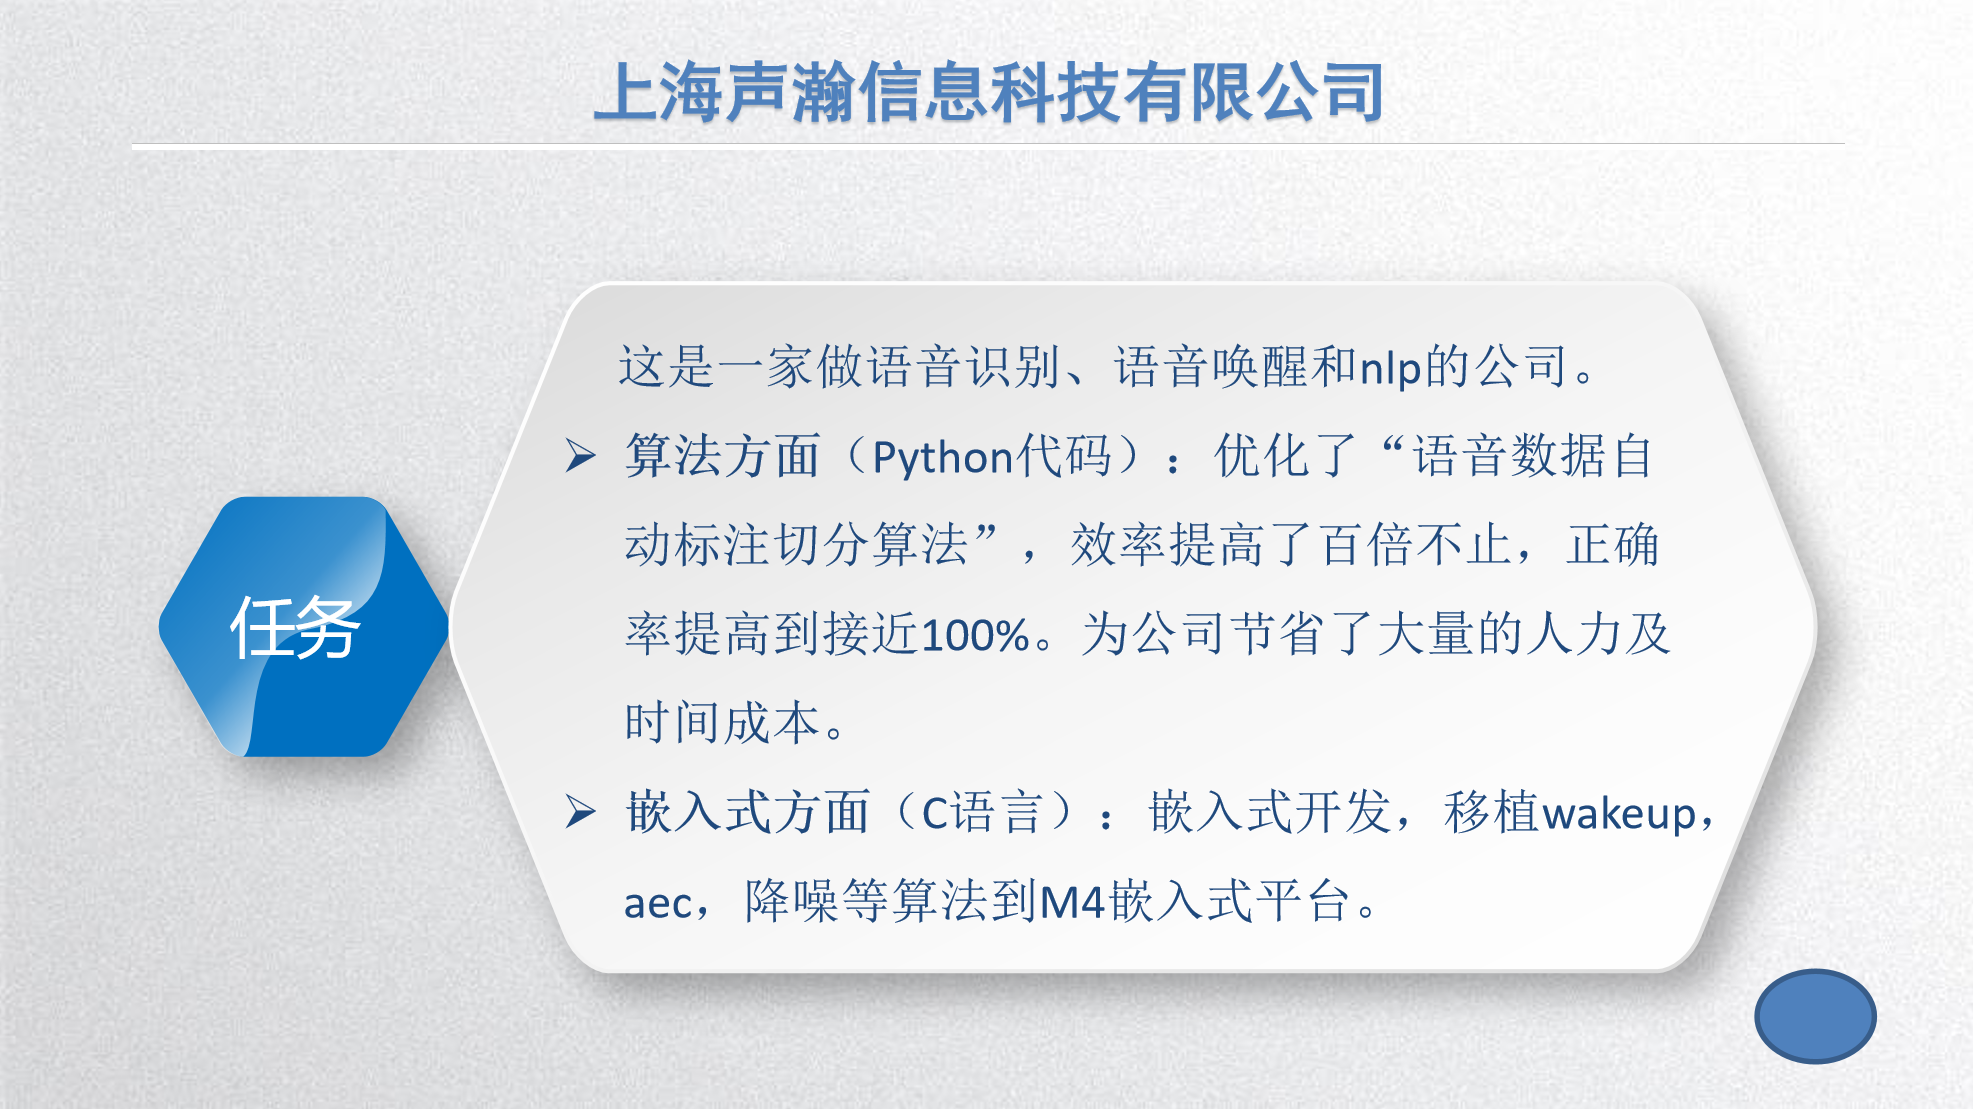 上海声瀚信息科技有限公司
任务
这是一家做语音识别、语音唤醒和nlp的公司。
➢ 算法方面（Python代码）：优化了“语音数据自
动标注切分算法”，效率提高了百倍不止，正确
率提高到接近100%。为公司节省了大量的人力及
时间成本。
➢ 嵌入式方面（C语言）：嵌入式开发，移植wakeup，
aec，降噪等算法到M4嵌入式平台。